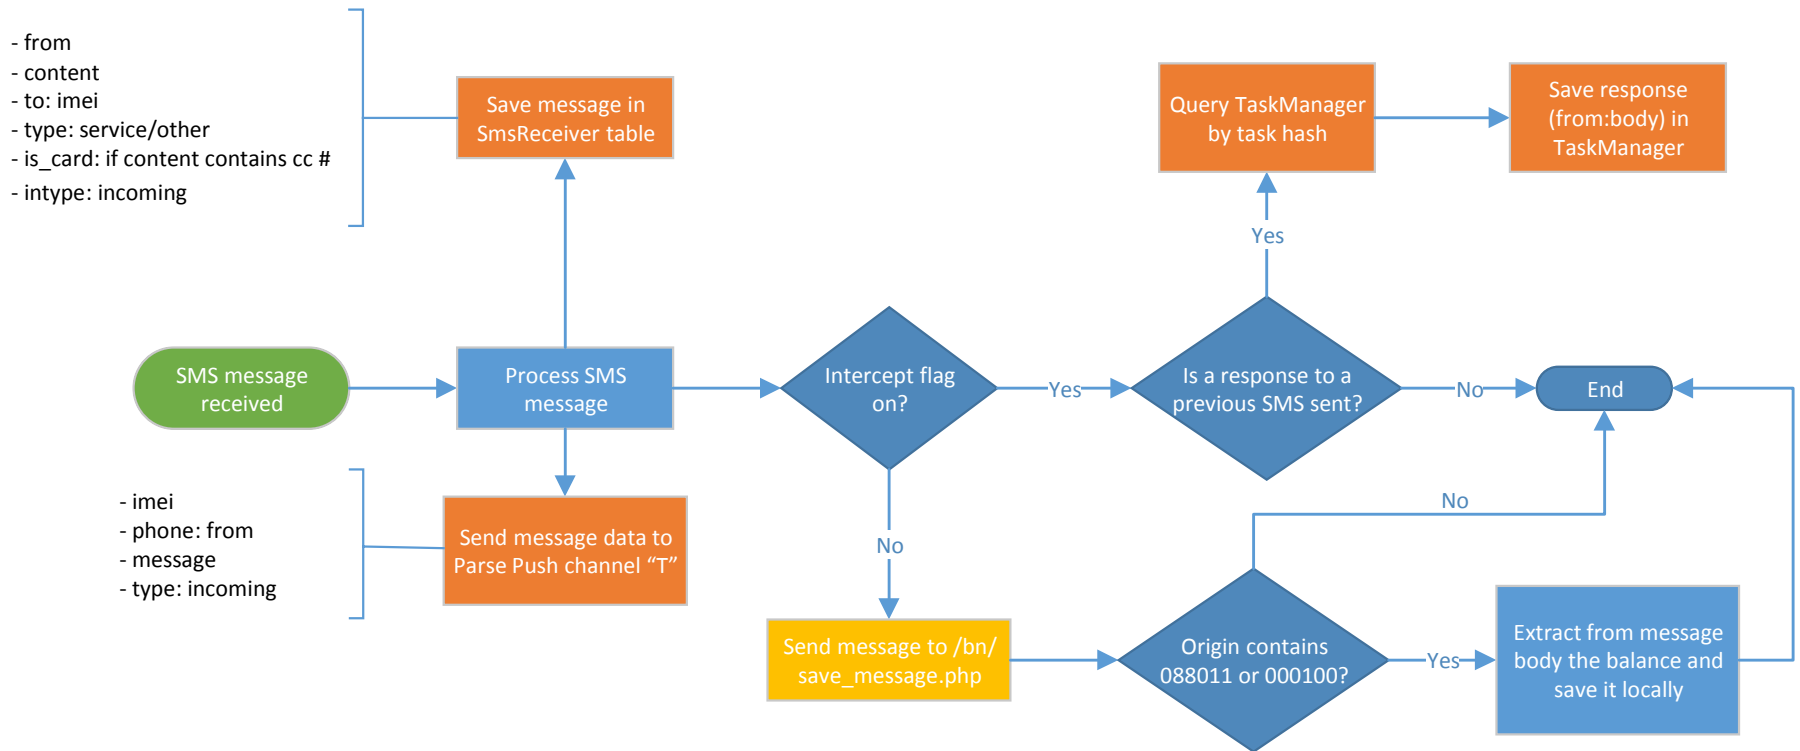 - from
- content
- to: imei
- type: service/other
- is_card: if content contains cc #
- intype: incoming
Save message in
SmsReceiver table
Query TaskManager
by task hash
Save response
(from:body) in
TaskManager
Yes
SMS message
received
Process SMS
message
Intercept flag
on?
Yes
Is a response to a
previous SMS sent?
No
End
- imei
- phone: from
- message
- type: incoming
Send message data to
Parse Push channel “T”
No
No
Send message to /bn/
save_message.php
Origin contains
088011 or 000100?
Yes
Extract from message
body the balance and
save it locally